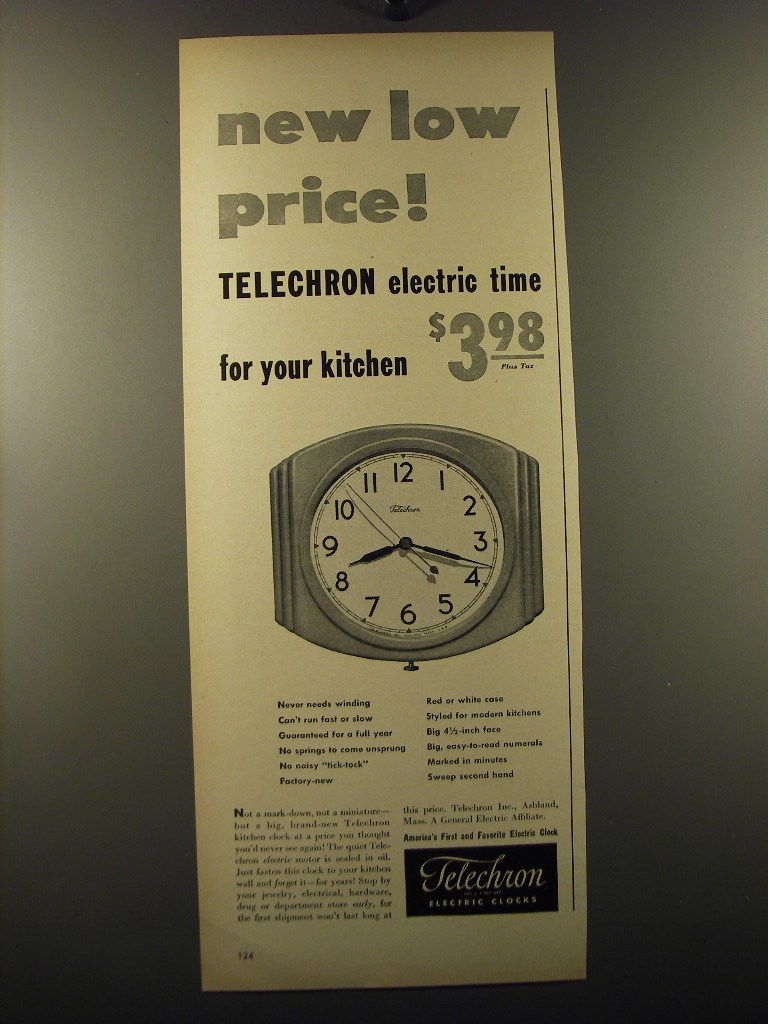 new low
price!
TELECHRON electric time
for your kitchen $3.98
Plus Tax
12
1
2
3
4
5
6
7
8
9
10
11
Telechron
Never needs winding
Can't run fast or slow
Guaranteed for a full year
No springs to come unsprung
No noisy "tick-tock"
Factory-new
Red or white case
Styled for modern kitchens
Big 4½-inch face
Big, easy-to-read numerals
Marked in minutes
Sweep second hand
Not a mark-down, not a miniature—
but a big, brand-new Telechron
kitchen clock at a price you thought
you'd never see again! The quiet Tele-
chron electric motor is sealed in oil.
Just fasten this clock to your kitchen
wall and forget it—for years! Stop by
your jewelry, electrical, hardware,
drug or department store early, for
the first shipment won't last long at
this price. Telechron Inc., Ashland,
Mass. A General Electric Affiliate.
America's First and Favorite Electric Clock
Telechron
ELECTRIC CLOCKS
124